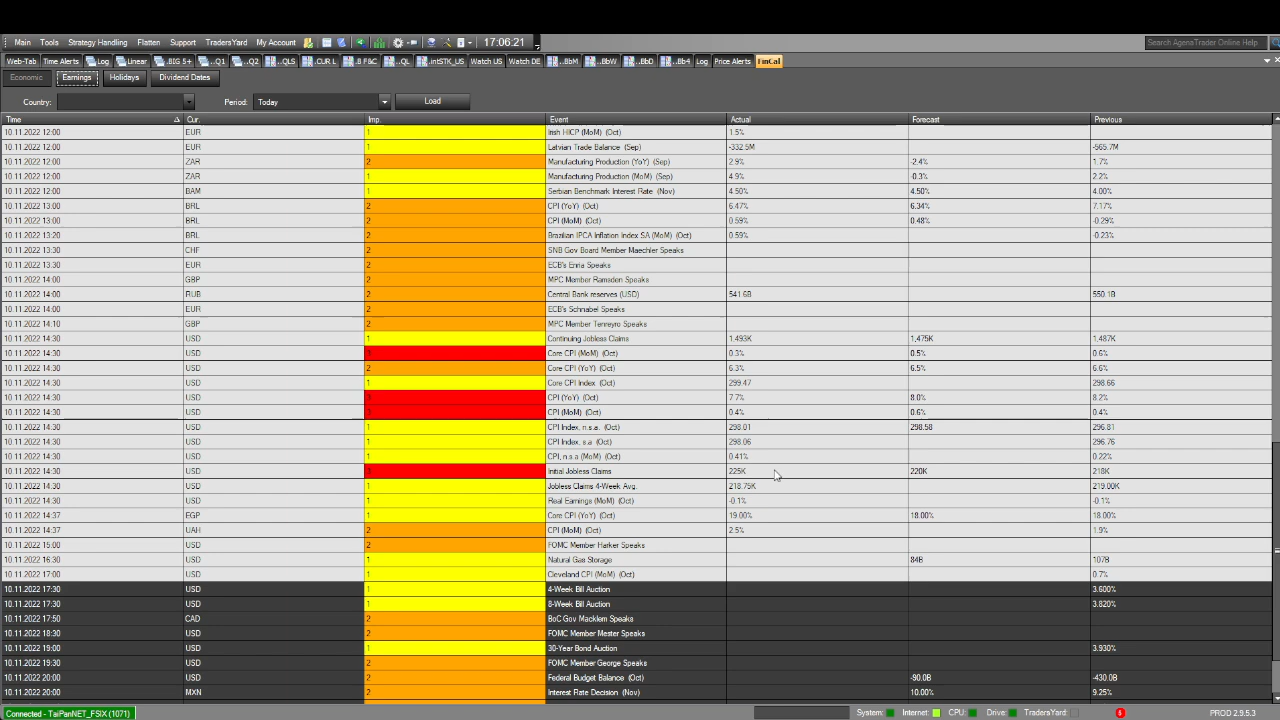 Main Tools Strategy Handling Flatten Support TradersYard My Account 17:06:21 Search AgenaTrader Online Help
Web-Tab Time Alerts Log Linear .BIG 5+ ...Q1 ...Q2 ..QLS ..CUR L ..B F&C ..QL ..intSTK_US Watch US Watch DE ...BbM ...BbW ...BbD ...Bb4 Log Price Alerts FinCal
Economic Earnings Holidays Dividend Dates
Country: Period: Today Load
Time Cur. Imp. Event Actual Forecast Previous
10.11.2022 12:00 EUR 1 Irish HICP (MoM) (Oct) 1.5%
10.11.2022 12:00 EUR 1 Latvian Trade Balance (Sep) -332.5M -565.7M
10.11.2022 12:00 ZAR 2 Manufacturing Production (YoY) (Sep) 2.9% -2.4% 1.7%
10.11.2022 12:00 ZAR 1 Manufacturing Production (MoM) (Sep) 4.9% -0.3% 2.2%
10.11.2022 12:00 BAM 1 Serbian Benchmark Interest Rate (Nov) 4.50% 4.50% 4.00%
10.11.2022 13:00 BRL 2 CPI (YoY) (Oct) 6.47% 6.34% 7.17%
10.11.2022 13:00 BRL 2 CPI (MoM) (Oct) 0.59% 0.48% -0.29%
10.11.2022 13:20 BRL 2 Brazilian IPCA Inflation Index SA (MoM) (Oct) 0.59% -0.23%
10.11.2022 13:30 CHF 2 SNB Gov Board Member Maechler Speaks
10.11.2022 13:30 EUR 2 ECB's Enria Speaks
10.11.2022 14:00 GBP 2 MPC Member Ramsden Speaks
10.11.2022 14:00 RUB 2 Central Bank reserves (USD) 541.6B 550.1B
10.11.2022 14:00 EUR 2 ECB's Schnabel Speaks
10.11.2022 14:10 GBP 2 MPC Member Tenreyro Speaks
10.11.2022 14:30 USD 1 Continuing Jobless Claims 1,493K 1,475K 1,487K
10.11.2022 14:30 USD 3 Core CPI (MoM) (Oct) 0.3% 0.5% 0.6%
10.11.2022 14:30 USD 2 Core CPI (YoY) (Oct) 6.3% 6.5% 6.6%
10.11.2022 14:30 USD 1 Core CPI Index (Oct) 299.47 298.66
10.11.2022 14:30 USD 3 CPI (YoY) (Oct) 7.7% 8.0% 8.2%
10.11.2022 14:30 USD 3 CPI (MoM) (Oct) 0.4% 0.6% 0.4%
10.11.2022 14:30 USD 1 CPI Index, n.s.a. (Oct) 298.01 298.58 296.81
10.11.2022 14:30 USD 1 CPI Index, s.a (Oct) 298.06 296.76
10.11.2022 14:30 USD 1 CPI, n.s.a (MoM) (Oct) 0.41% 0.22%
10.11.2022 14:30 USD 3 Initial Jobless Claims 225K 220K 218K
10.11.2022 14:30 USD 1 Jobless Claims 4-Week Avg. 218.75K 219.00K
10.11.2022 14:30 USD 1 Real Earnings (MoM) (Oct) -0.1% -0.1%
10.11.2022 14:37 EGP 1 Core CPI (YoY) (Oct) 19.00% 18.00% 18.00%
10.11.2022 14:37 UAH 2 CPI (MoM) (Oct) 2.5% 1.9%
10.11.2022 15:00 USD 2 FOMC Member Harker Speaks
10.11.2022 16:30 USD 1 Natural Gas Storage 84B 107B
10.11.2022 17:00 USD 1 Cleveland CPI (MoM) (Oct) 0.7%
10.11.2022 17:30 USD 1 4-Week Bill Auction 3.600%
10.11.2022 17:30 USD 1 8-Week Bill Auction 3.820%
10.11.2022 17:50 CAD 2 BoC Gov Macklem Speaks
10.11.2022 18:30 USD 2 FOMC Member Mester Speaks
10.11.2022 19:00 USD 1 30-Year Bond Auction 3.930%
10.11.2022 19:30 USD 2 FOMC Member George Speaks
10.11.2022 20:00 USD 2 Federal Budget Balance (Oct) -90.0B -430.0B
10.11.2022 20:00 MXN 2 Interest Rate Decision (Nov) 10.00% 9.25%
Connected - TaiPanNET_FSIX (1071) System: Internet: CPU: Drive: TradersYard: 6 PROD 2.9.5.3